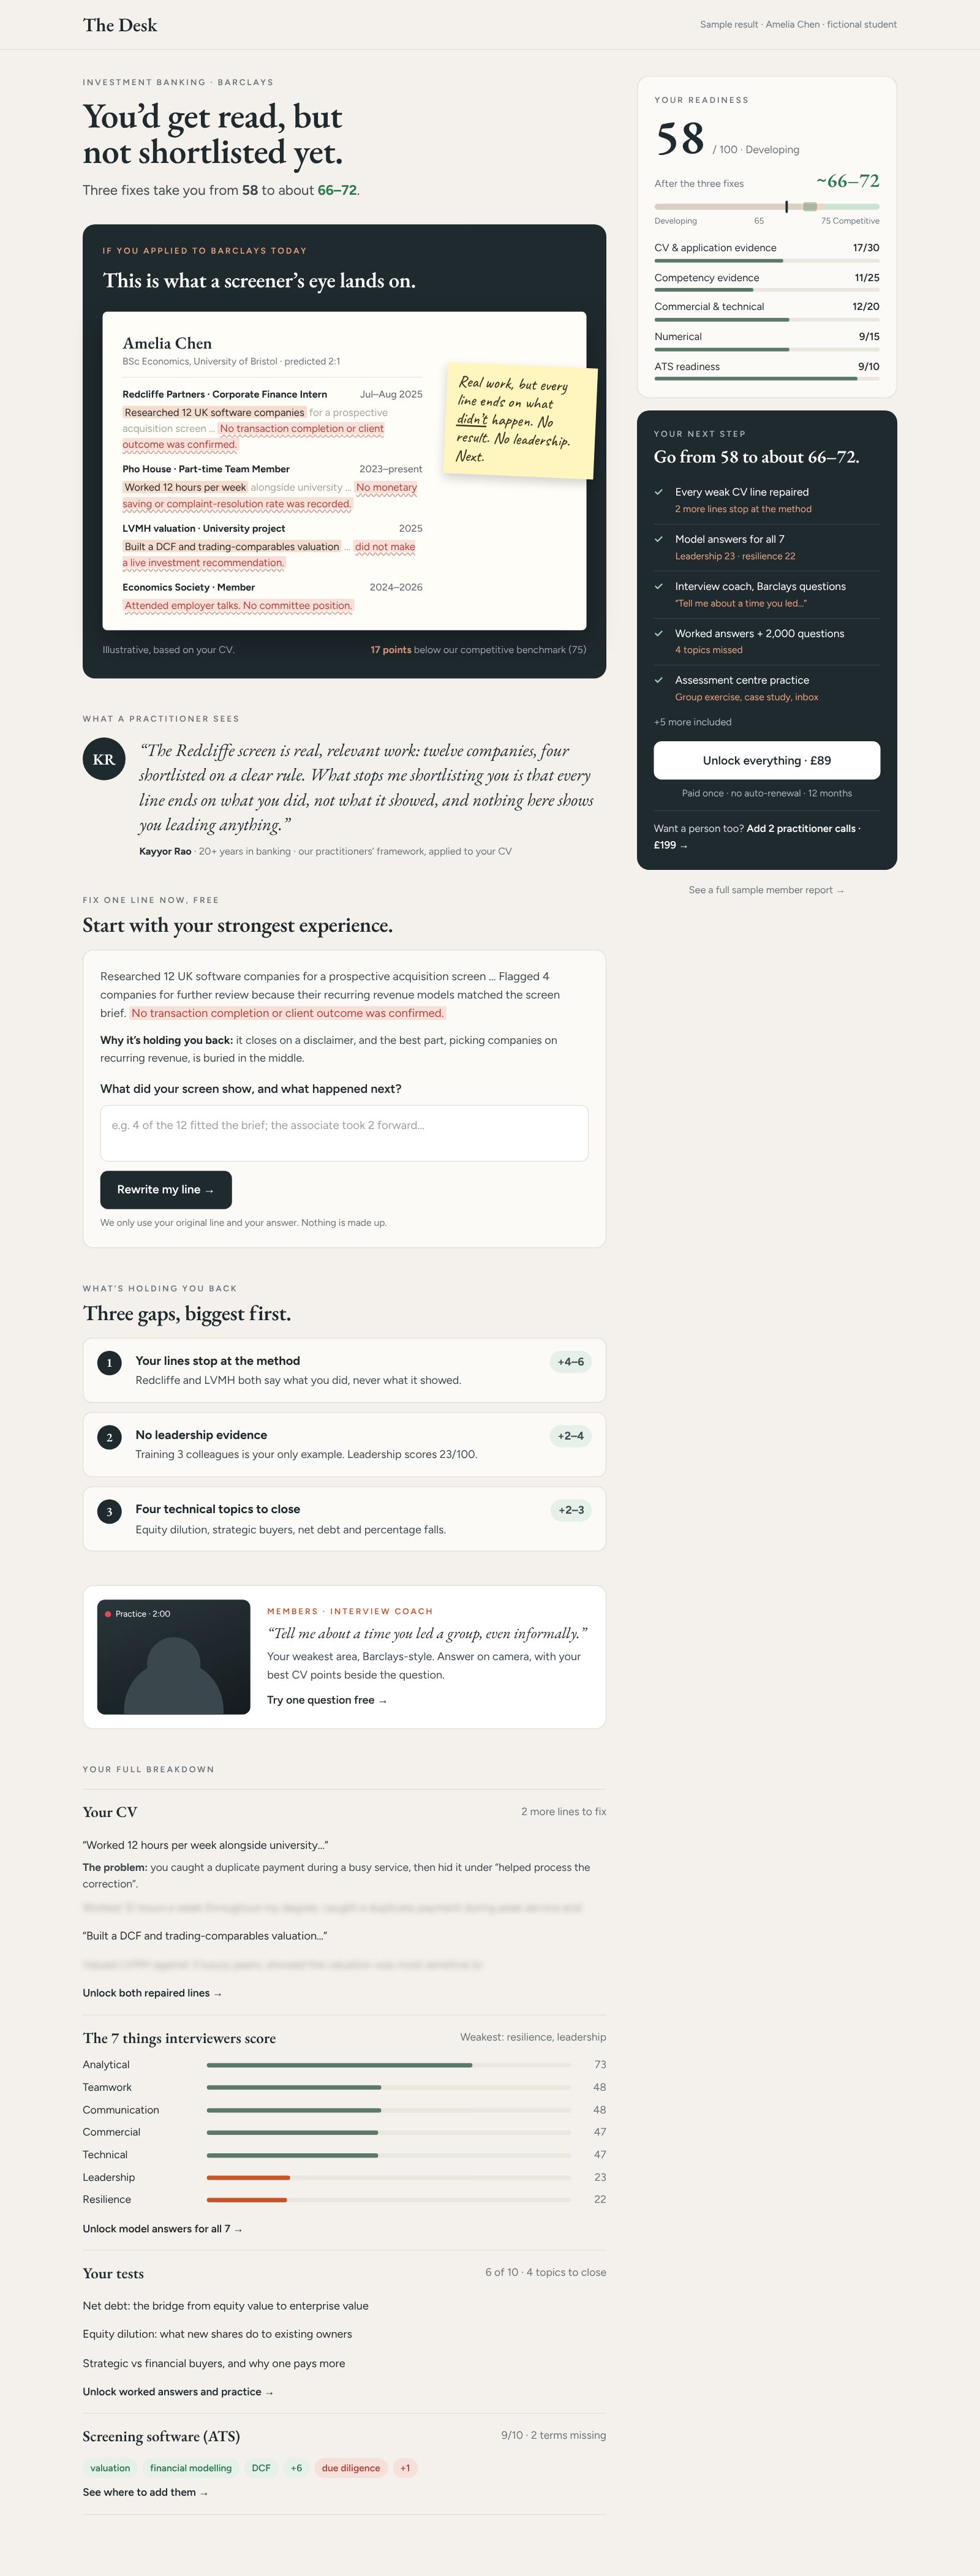 The Desk
Sample result · Amelia Chen · fictional student
INVESTMENT BANKING · BARCLAYS
You’d get read, but
not shortlisted yet.
Three fixes take you from 58 to about 66–72.
IF YOU APPLIED TO BARCLAYS TODAY
This is what a screener’s eye lands on.
Amelia Chen
BSc Economics, University of Bristol · predicted 2:1
Redcliffe Partners · Corporate Finance Intern
Jul–Aug 2025
Researched 12 UK software companies for a prospective
acquisition screen … No transaction completion or client
outcome was confirmed.
Pho House · Part-time Team Member
2023–present
Worked 12 hours per week alongside university … No monetary
saving or complaint-resolution rate was recorded.
LVMH valuation · University project
2025
Built a DCF and trading-comparables valuation … did not make
a live investment recommendation.
Economics Society · Member
2024–2026
Attended employer talks. No committee position.
Real work, but every
line ends on what
didn’t happen. No
result. No leadership.
Next.
Illustrative, based on your CV.
17 points below our competitive benchmark (75)
WHAT A PRACTITIONER SEES
KR
“The Redcliffe screen is real, relevant work: twelve companies, four
shortlisted on a clear rule. What stops me shortlisting you is that every
line ends on what you did, not what it showed, and nothing here shows
you leading anything.”
Kayyor Rao · 20+ years in banking · our practitioners’ framework, applied to your CV
FIX ONE LINE NOW, FREE
Start with your strongest experience.
Researched 12 UK software companies for a prospective acquisition screen … Flagged 4
companies for further review because their recurring revenue models matched the screen
brief. No transaction completion or client outcome was confirmed.
Why it’s holding you back: it closes on a disclaimer, and the best part, picking companies on
recurring revenue, is buried in the middle.
What did your screen show, and what happened next?
e.g. 4 of the 12 fitted the brief; the associate took 2 forward…
Rewrite my line →
We only use your original line and your answer. Nothing is made up.
WHAT’S HOLDING YOU BACK
Three gaps, biggest first.
1
Your lines stop at the method
+4–6
Redcliffe and LVMH both say what you did, never what it showed.
2
No leadership evidence
+2–4
Training 3 colleagues is your only example. Leadership scores 23/100.
3
Four technical topics to close
+2–3
Equity dilution, strategic buyers, net debt and percentage falls.
Practice · 2:00
MEMBERS · INTERVIEW COACH
“Tell me about a time you led a group, even informally.”
Your weakest area, Barclays-style. Answer on camera, with your
best CV points beside the question.
Try one question free →
YOUR FULL BREAKDOWN
Your CV
2 more lines to fix
“Worked 12 hours per week alongside university…”
The problem: you caught a duplicate payment during a busy service, then hid it under “helped process the
correction”.
“Built a DCF and trading-comparables valuation…”
Unlock both repaired lines →
The 7 things interviewers score
Weakest: resilience, leadership
Analytical
73
Teamwork
48
Communication
48
Commercial
47
Technical
47
Leadership
23
Resilience
22
Unlock model answers for all 7 →
Your tests
6 of 10 · 4 topics to close
Net debt: the bridge from equity value to enterprise value
Equity dilution: what new shares do to existing owners
Strategic vs financial buyers, and why one pays more
Unlock worked answers and practice →
Screening software (ATS)
9/10 · 2 terms missing
valuation
financial modelling
DCF
+6
due diligence
+1
See where to add them →
YOUR READINESS
58 / 100 · Developing
After the three fixes
~66–72
Developing
65
75 Competitive
CV & application evidence
17/30
Competency evidence
11/25
Commercial & technical
12/20
Numerical
9/15
ATS readiness
9/10
YOUR NEXT STEP
Go from 58 to about 66–72.
Every weak CV line repaired
2 more lines stop at the method
Model answers for all 7
Leadership 23 · resilience 22
Interview coach, Barclays questions
“Tell me about a time you led…”
Worked answers + 2,000 questions
4 topics missed
Assessment centre practice
Group exercise, case study, inbox
+5 more included
Unlock everything · £89
Paid once · no auto-renewal · 12 months
Want a person too? Add 2 practitioner calls ·
£199 →
See a full sample member report →